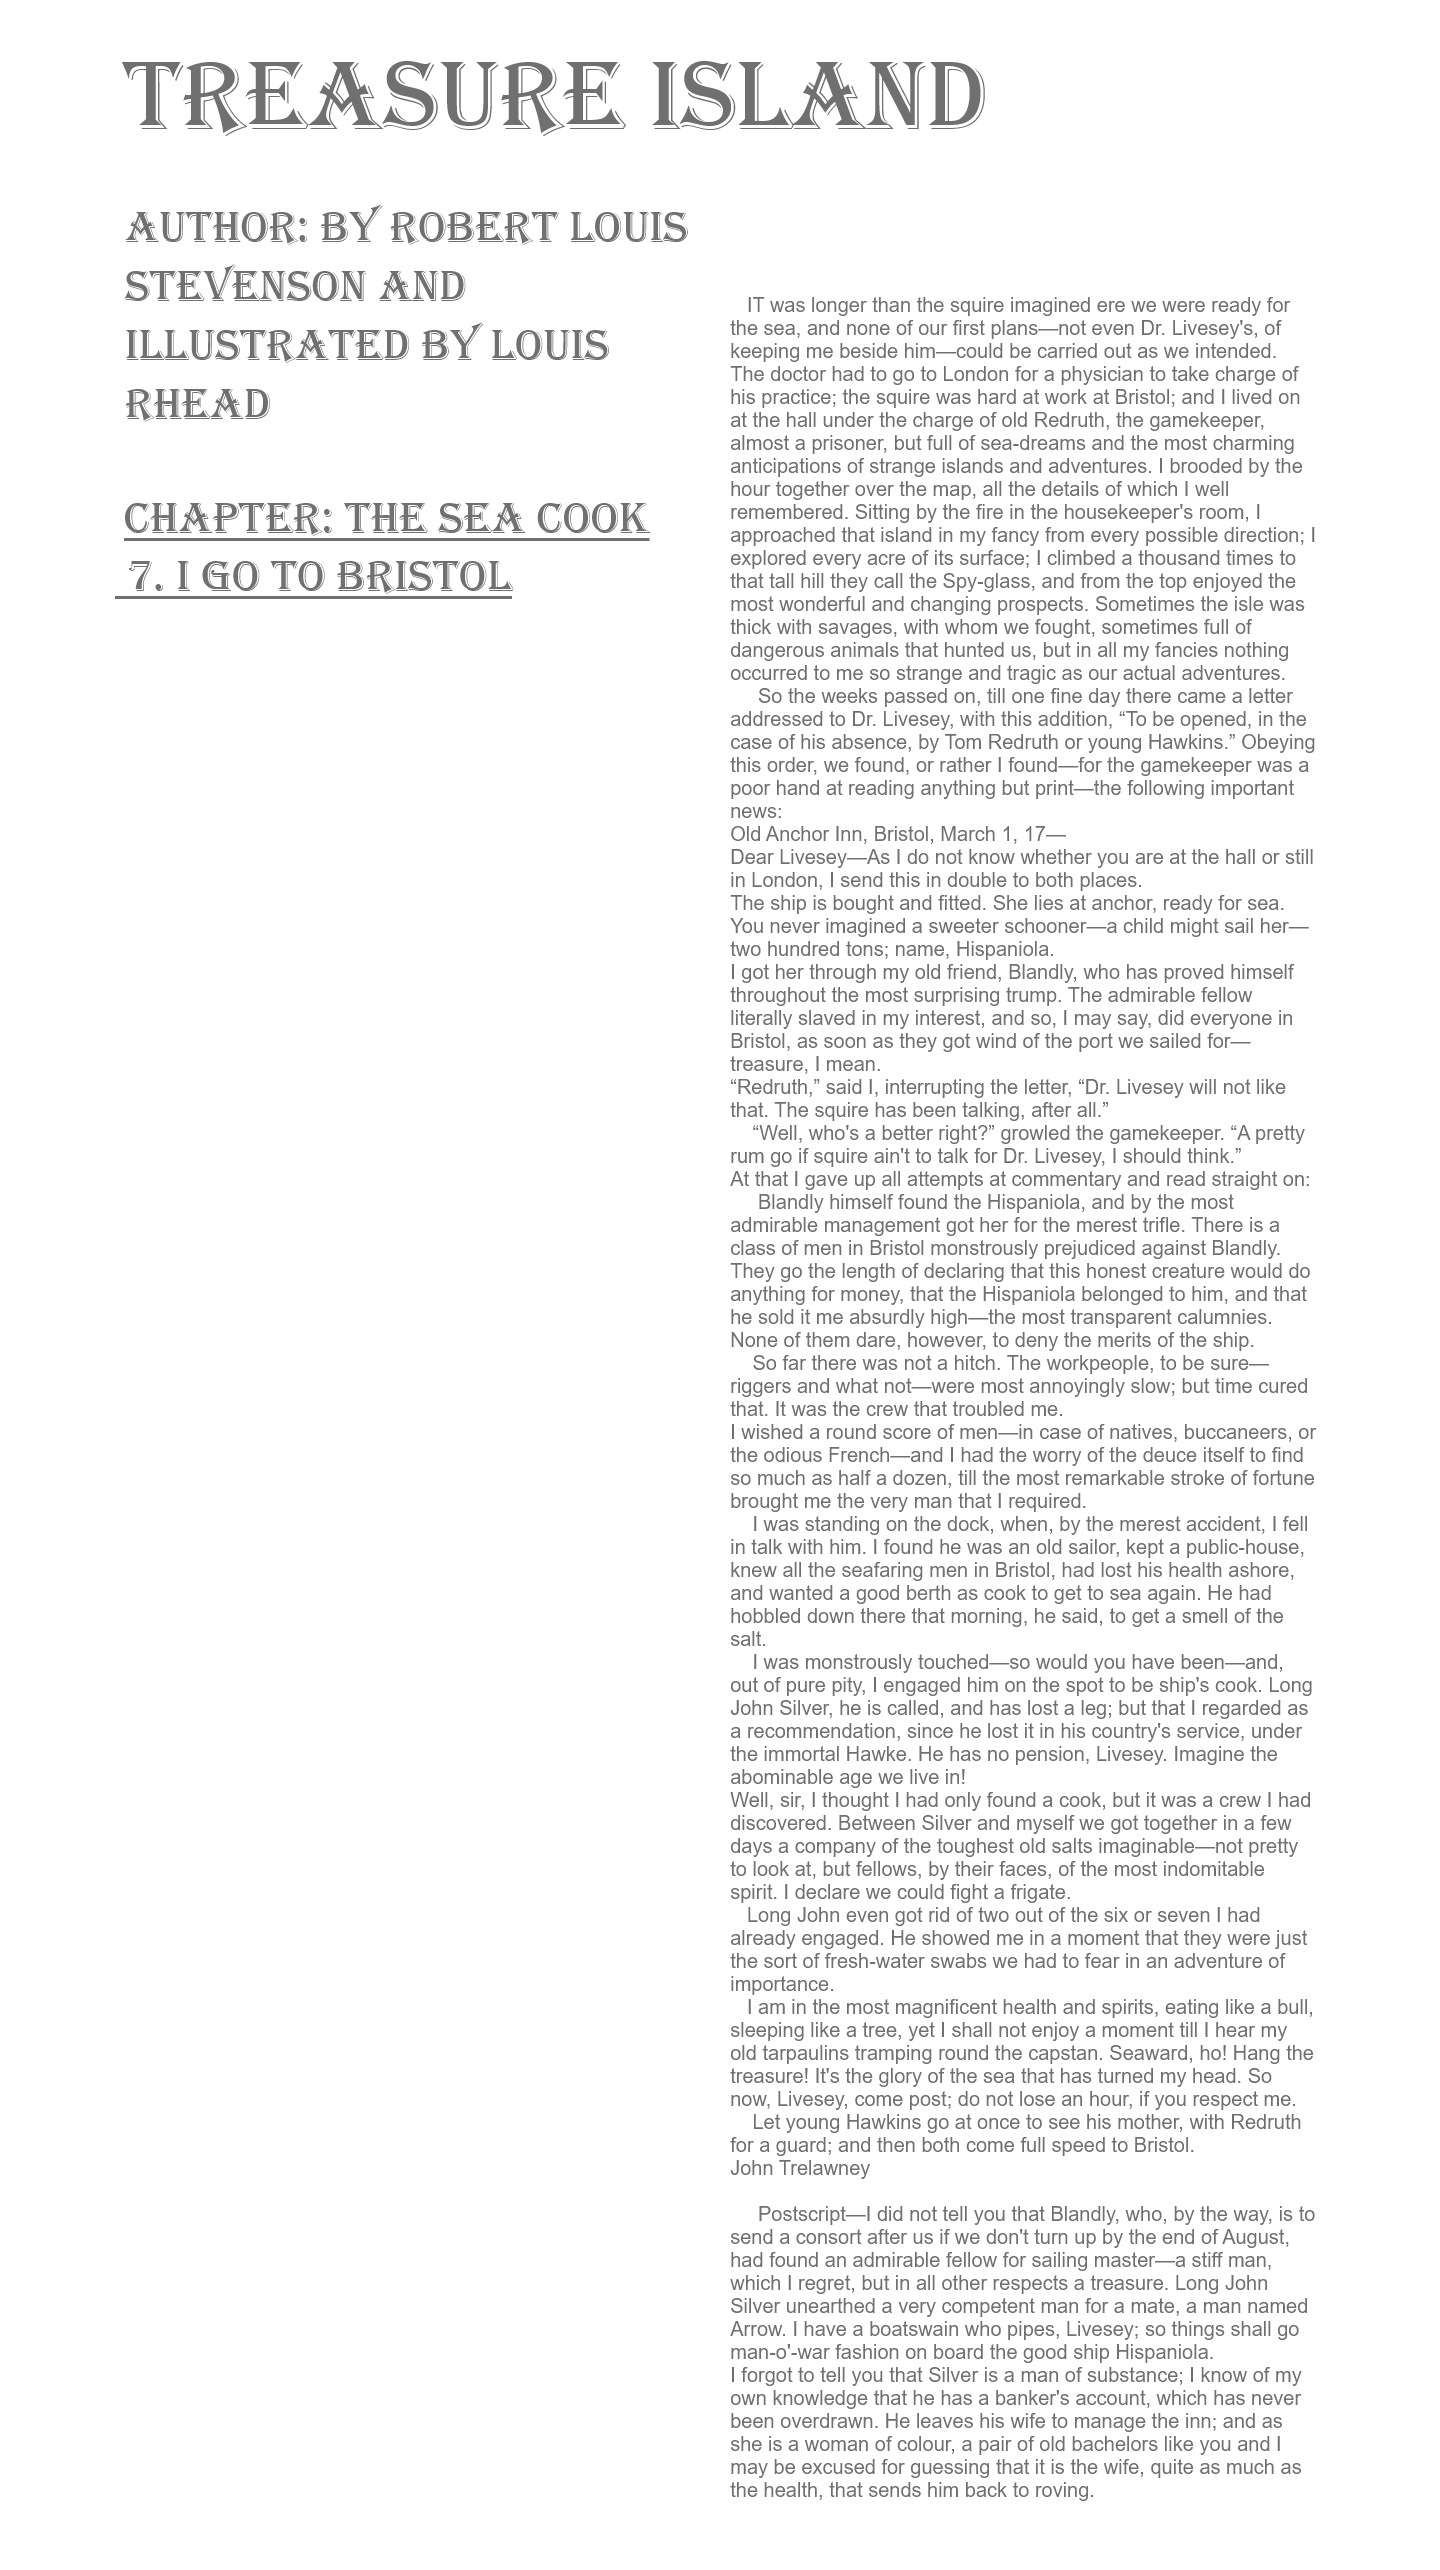 TREASURE ISLAND
AUTHOR: BY ROBERT LOUIS
STEVENSON AND
ILLUSTRATED BY LOUIS
RHEAD
CHAPTER: THE SEA COOK
7. I GO TO BRISTOL
IT was longer than the squire imagined ere we were ready for
the sea, and none of our first plans—not even Dr. Livesey's, of
keeping me beside him—could be carried out as we intended.
The doctor had to go to London for a physician to take charge of
his practice; the squire was hard at work at Bristol; and I lived on
at the hall under the charge of old Redruth, the gamekeeper,
almost a prisoner, but full of sea-dreams and the most charming
anticipations of strange islands and adventures. I brooded by the
hour together over the map, all the details of which I well
remembered. Sitting by the fire in the housekeeper's room, I
approached that island in my fancy from every possible direction; I
explored every acre of its surface; I climbed a thousand times to
that tall hill they call the Spy-glass, and from the top enjoyed the
most wonderful and changing prospects. Sometimes the isle was
thick with savages, with whom we fought, sometimes full of
dangerous animals that hunted us, but in all my fancies nothing
occurred to me so strange and tragic as our actual adventures.
So the weeks passed on, till one fine day there came a letter
addressed to Dr. Livesey, with this addition, “To be opened, in the
case of his absence, by Tom Redruth or young Hawkins.” Obeying
this order, we found, or rather I found—for the gamekeeper was a
poor hand at reading anything but print—the following important
news:
Old Anchor Inn, Bristol, March 1, 17—
Dear Livesey—As I do not know whether you are at the hall or still
in London, I send this in double to both places.
The ship is bought and fitted. She lies at anchor, ready for sea.
You never imagined a sweeter schooner—a child might sail her—
two hundred tons; name, Hispaniola.
I got her through my old friend, Blandly, who has proved himself
throughout the most surprising trump. The admirable fellow
literally slaved in my interest, and so, I may say, did everyone in
Bristol, as soon as they got wind of the port we sailed for—
treasure, I mean.
“Redruth,” said I, interrupting the letter, “Dr. Livesey will not like
that. The squire has been talking, after all.”
“Well, who's a better right?” growled the gamekeeper. “A pretty
rum go if squire ain't to talk for Dr. Livesey, I should think.”
At that I gave up all attempts at commentary and read straight on:
Blandly himself found the Hispaniola, and by the most
admirable management got her for the merest trifle. There is a
class of men in Bristol monstrously prejudiced against Blandly.
They go the length of declaring that this honest creature would do
anything for money, that the Hispaniola belonged to him, and that
he sold it me absurdly high—the most transparent calumnies.
None of them dare, however, to deny the merits of the ship.
So far there was not a hitch. The workpeople, to be sure—
riggers and what not—were most annoyingly slow; but time cured
that. It was the crew that troubled me.
I wished a round score of men—in case of natives, buccaneers, or
the odious French—and I had the worry of the deuce itself to find
so much as half a dozen, till the most remarkable stroke of fortune
brought me the very man that I required.
I was standing on the dock, when, by the merest accident, I fell
in talk with him. I found he was an old sailor, kept a public-house,
knew all the seafaring men in Bristol, had lost his health ashore,
and wanted a good berth as cook to get to sea again. He had
hobbled down there that morning, he said, to get a smell of the
salt.
I was monstrously touched—so would you have been—and,
out of pure pity, I engaged him on the spot to be ship's cook. Long
John Silver, he is called, and has lost a leg; but that I regarded as
a recommendation, since he lost it in his country's service, under
the immortal Hawke. He has no pension, Livesey. Imagine the
abominable age we live in!
Well, sir, I thought I had only found a cook, but it was a crew I had
discovered. Between Silver and myself we got together in a few
days a company of the toughest old salts imaginable—not pretty
to look at, but fellows, by their faces, of the most indomitable
spirit. I declare we could fight a frigate.
Long John even got rid of two out of the six or seven I had
already engaged. He showed me in a moment that they were just
the sort of fresh-water swabs we had to fear in an adventure of
importance.
I am in the most magnificent health and spirits, eating like a bull,
sleeping like a tree, yet I shall not enjoy a moment till I hear my
old tarpaulins tramping round the capstan. Seaward, ho! Hang the
treasure! It's the glory of the sea that has turned my head. So
now, Livesey, come post; do not lose an hour, if you respect me.
Let young Hawkins go at once to see his mother, with Redruth
for a guard; and then both come full speed to Bristol.
John Trelawney
Postscript—I did not tell you that Blandly, who, by the way, is to
send a consort after us if we don't turn up by the end of August,
had found an admirable fellow for sailing master—a stiff man,
which I regret, but in all other respects a treasure. Long John
Silver unearthed a very competent man for a mate, a man named
Arrow. I have a boatswain who pipes, Livesey; so things shall go
man-o'-war fashion on board the good ship Hispaniola.
I forgot to tell you that Silver is a man of substance; I know of my
own knowledge that he has a banker's account, which has never
been overdrawn. He leaves his wife to manage the inn; and as
she is a woman of colour, a pair of old bachelors like you and I
may be excused for guessing that it is the wife, quite as much as
the health, that sends him back to roving.